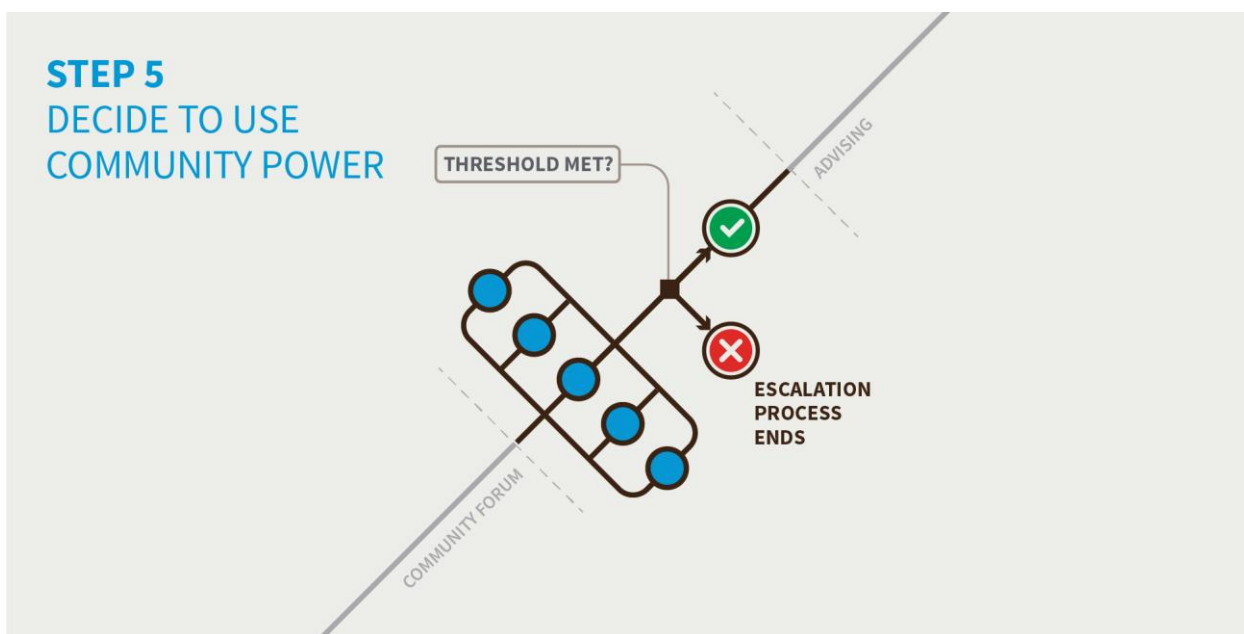 STEP 5
DECIDE TO USE
COMMUNITY POWER
THRESHOLD MET?
ADVISING
ESCALATION
PROCESS
ENDS
COMMUNITY FORUM